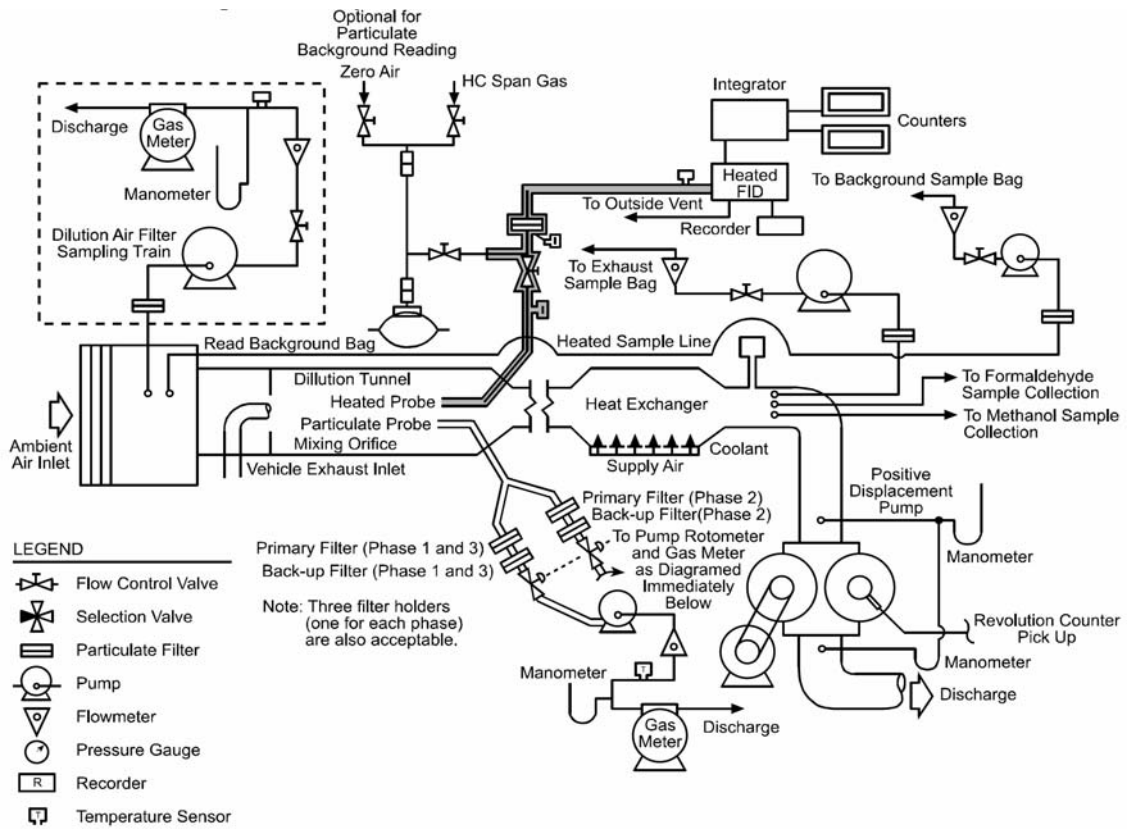 Optional for
Particulate
Background Reading
Zero Air
HC Span Gas
Integrator
Counters
Discharge
Gas
Meter
Manometer
Heated
FID
To Background Sample Bag
To Outside Vent
Recorder
Dilution Air Filter
Sampling Train
To Exhaust
Sample Bag
Read Background Bag
Heated Sample Line
Dillution Tunnel
Heated Probe
Heat Exchanger
To Formaldehyde
Sample Collection
Particulate Probe
To Methanol Sample
Collection
Ambient
Air Inlet
Mixing Orifice
Vehicle Exhaust Inlet
Coolant
Supply Air
Positive
Displacement
Pump
Primary Filter (Phase 2)
Back-up Filter(Phase 2)
To Pump Rotometer
and Gas Meter
as Diagramed
Immediately
Below
Manometer
Primary Filter (Phase 1 and 3)
Back-up Filter (Phase 1 and 3)
Note: Three filter holders
(one for each phase)
are also acceptable.
Revolution Counter
Pick Up
Manometer
Discharge
T
Manometer
Gas
Meter
Discharge
LEGEND
Flow Control Valve
Selection Valve
Particulate Filter
Pump
Flowmeter
Pressure Gauge
R
Recorder
T
Temperature Sensor